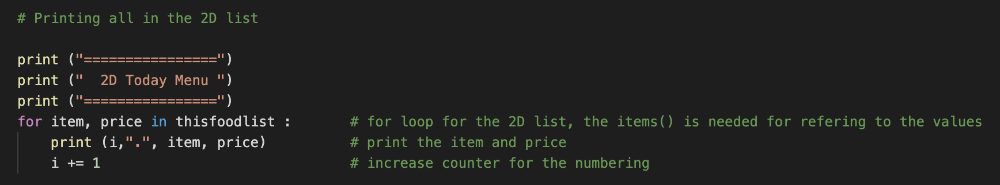 # Printing all in the 2D list
print ("================")
print ("  2D Today Menu ")
print ("================")
for item, price in thisfoodlist :       # for loop for the 2D list, the items() is needed for refering to the values
    print (i,".", item, price)          # print the item and price
    i += 1                              # increase counter for the numbering